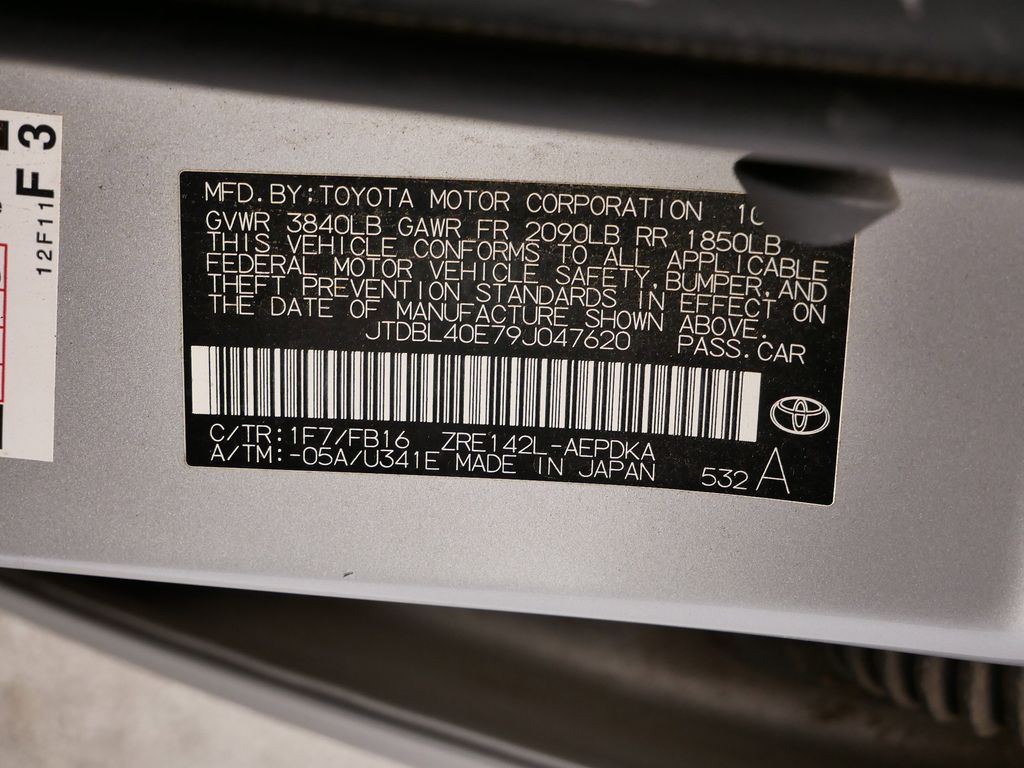 F 3
12F11
MFD. BY: TOYOTA MOTOR CORPORATION 10
GVWR 3840LB GAWR FR 2090LB RR 1850LB
THIS VEHICLE CONFORMS TO ALL APPLICABLE
FEDERAL MOTOR VEHICLE SAFETY, BUMPER, AND
THEFT PREVENTION STANDARDS IN EFFECT ON
THE DATE OF MANUFACTURE SHOWN ABOVE.
JTDBL40E79J047620 PASS. CAR
C/TR: 1F7/FB16 ZRE142L-AEPDKA
A/TM: -05A/U341E MADE IN JAPAN 532 A